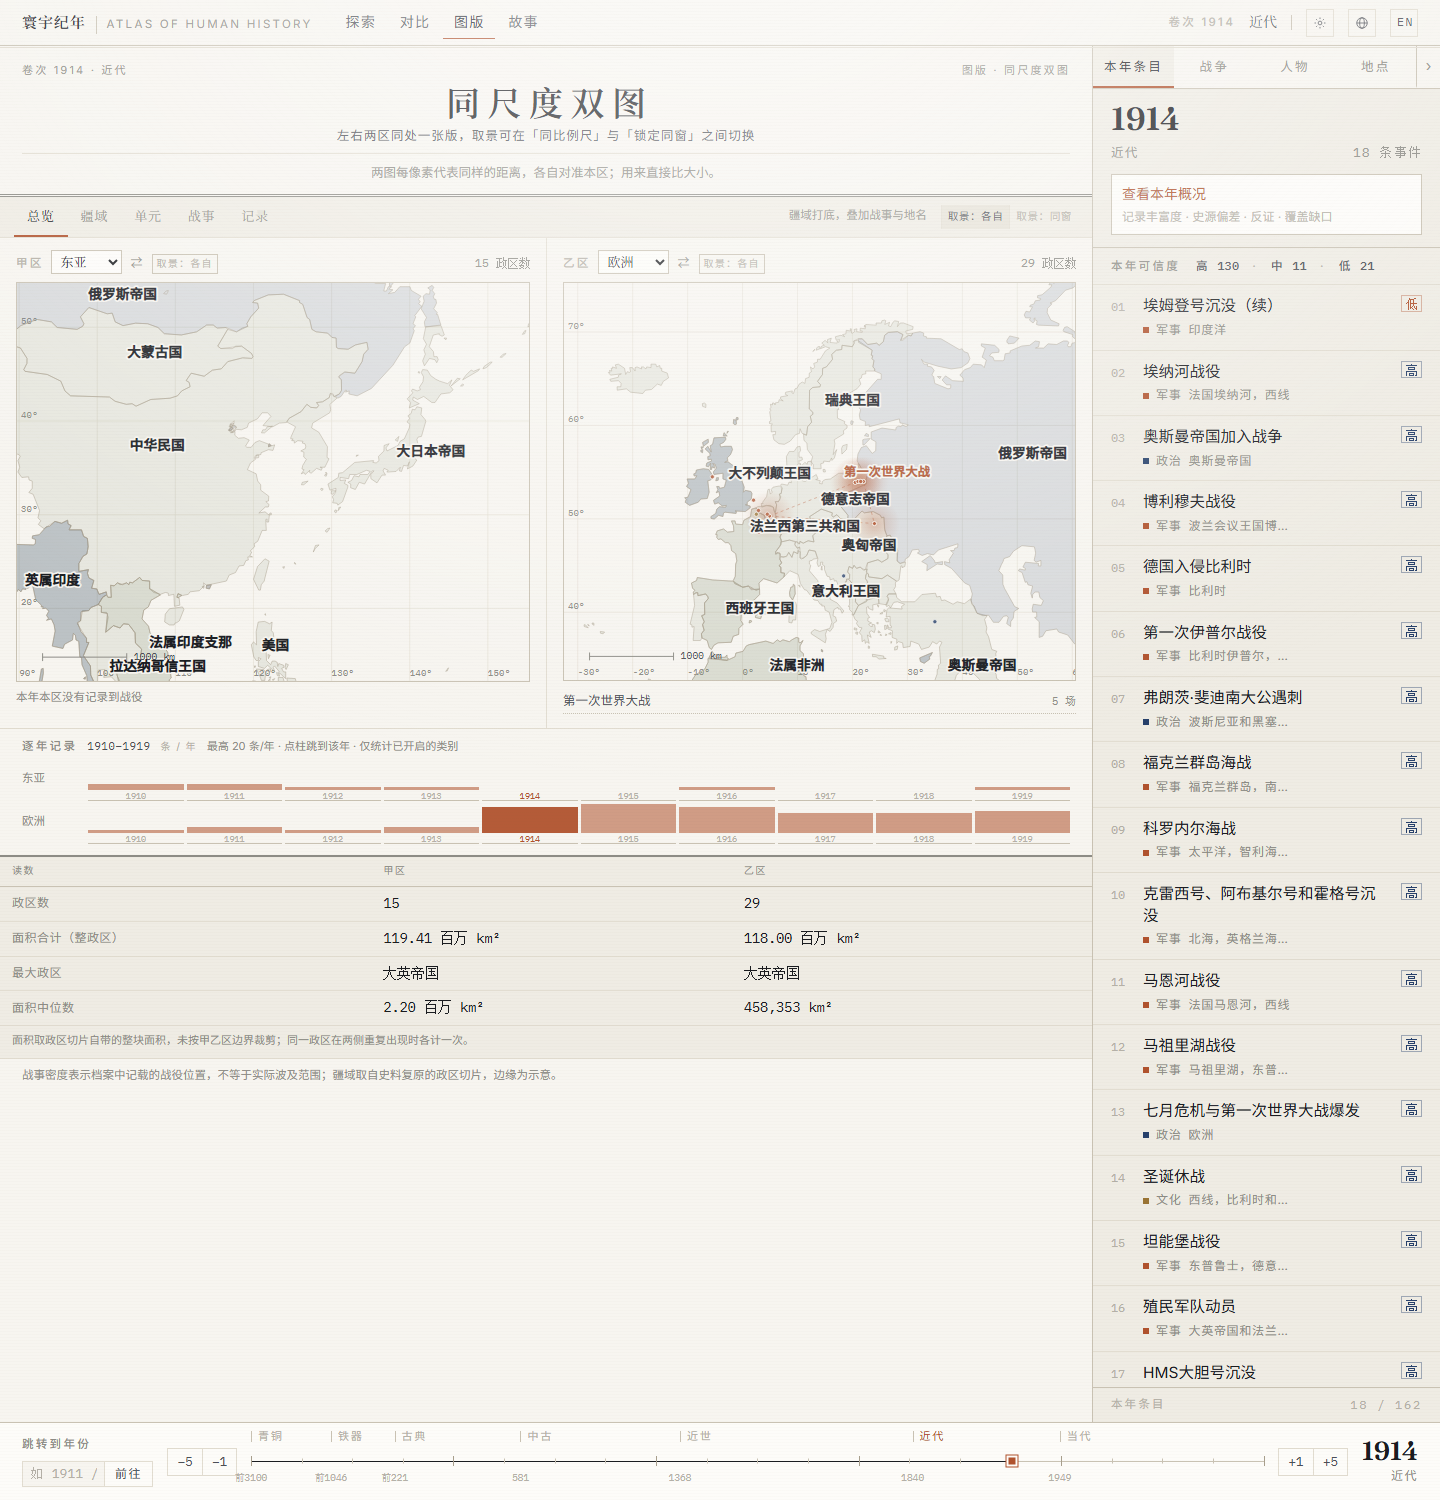 寰宇纪年 ATLAS OF HUMAN HISTORY 探索 对比 图版 故事 卷次 1914 近代 EN
卷次 1914 · 近代
图版 · 同尺度双图
同尺度双图
左右两区同处一张版，取景可在「同比例尺」与「锁定同窗」之间切换
两图每像素代表同样的距离，各自对准本区；用来直接比大小。
总览 疆域 单元 战事 记录
疆域打底，叠加战事与地名 取景：各自 取景：同窗
甲区 东亚 ⇄ 取景：各自 15 政区数
俄罗斯帝国
50°
大蒙古国
40°
中华民国
大日本帝国
30°
英属印度
20°
法属印度支那
美国
1000 km
拉达纳哥信王国
90° 120° 130° 140° 150°
本年本区没有记录到战役
乙区 欧洲 ⇄ 取景：各自 29 政区数
70°
瑞典王国
60°
俄罗斯帝国
大不列颠王国
第一次世界大战
德意志帝国
50°
法兰西第三共和国
奥匈帝国
意大利王国
西班牙王国
40°
1000 km
法属非洲
奥斯曼帝国
-30° -20° -10° 0° 20° 30° 50°
第一次世界大战 5 场
逐年记录 1910–1919 条 / 年 最高 20 条/年 · 点柱跳到该年 · 仅统计已开启的类别
东亚
1910 1911 1912 1913 1914 1915 1916 1917 1918 1919
欧洲
1910 1911 1912 1913 1914 1915 1916 1917 1918 1919
读数 甲区 乙区
政区数 15 29
面积合计（整政区） 119.41 百万 km² 118.00 百万 km²
最大政区 大英帝国 大英帝国
面积中位数 2.20 百万 km² 458,353 km²
面积取政区切片自带的整块面积，未按甲乙区边界裁剪；同一政区在两侧重复出现时各计一次。
战事密度表示档案中记载的战役位置，不等于实际波及范围；疆域取自史料复原的政区切片，边缘为示意。
本年条目 战争 人物 地点 ›
1914
近代 18 条事件
查看本年概况
记录丰富度 · 史源偏差 · 反证 · 覆盖缺口
本年可信度 高 130 · 中 11 · 低 21
01 埃姆登号沉没（续） 低
军事 印度洋
02 埃纳河战役 高
军事 法国埃纳河，西线
03 奥斯曼帝国加入战争 高
政治 奥斯曼帝国
04 博利穆夫战役 高
军事 波兰会议王国博…
05 德国入侵比利时 高
军事 比利时
06 第一次伊普尔战役 高
军事 比利时伊普尔，…
07 弗朗茨·斐迪南大公遇刺 高
政治 波斯尼亚和黑塞…
08 福克兰群岛海战 高
军事 福克兰群岛，南…
09 科罗内尔海战 高
军事 太平洋，智利海…
10 克雷西号、阿布基尔号和霍格号沉
没 高
军事 北海，英格兰海…
11 马恩河战役 高
军事 法国马恩河，西线
12 马祖里湖战役 高
军事 马祖里湖，东普…
13 七月危机与第一次世界大战爆发 高
政治 欧洲
14 圣诞休战 高
文化 西线，比利时和…
15 坦能堡战役 高
军事 东普鲁士，德意…
16 殖民军队动员 高
军事 大英帝国和法兰…
17 HMS大胆号沉没 高
本年条目 18 / 162
跳转到年份
如 1911 / 前往
−5 −1
青铜 铁器 古典 中古 近世 近代 当代
前3100 前1046 前221 581 1368 1840 1949
+1 +5
1914
近代